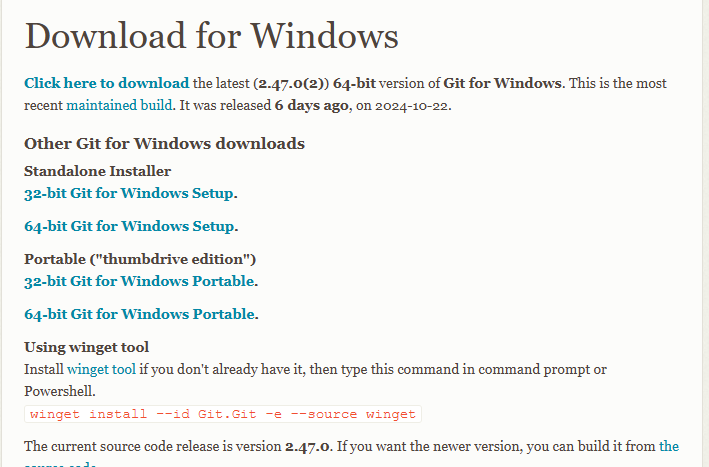 Download for Windows
Click here to download the latest (2.47.0(2)) 64-bit version of Git for Windows. This is the most
recent maintained build. It was released 6 days ago, on 2024-10-22.
Other Git for Windows downloads
Standalone Installer
32-bit Git for Windows Setup.
64-bit Git for Windows Setup.
Portable ("thumbdrive edition")
32-bit Git for Windows Portable.
64-bit Git for Windows Portable.
Using winget tool
Install winget tool if you don't already have it, then type this command in command prompt or
Powershell.
winget install --id Git.Git -e --source winget
The current source code release is version 2.47.0. If you want the newer version, you can build it from the
source code.